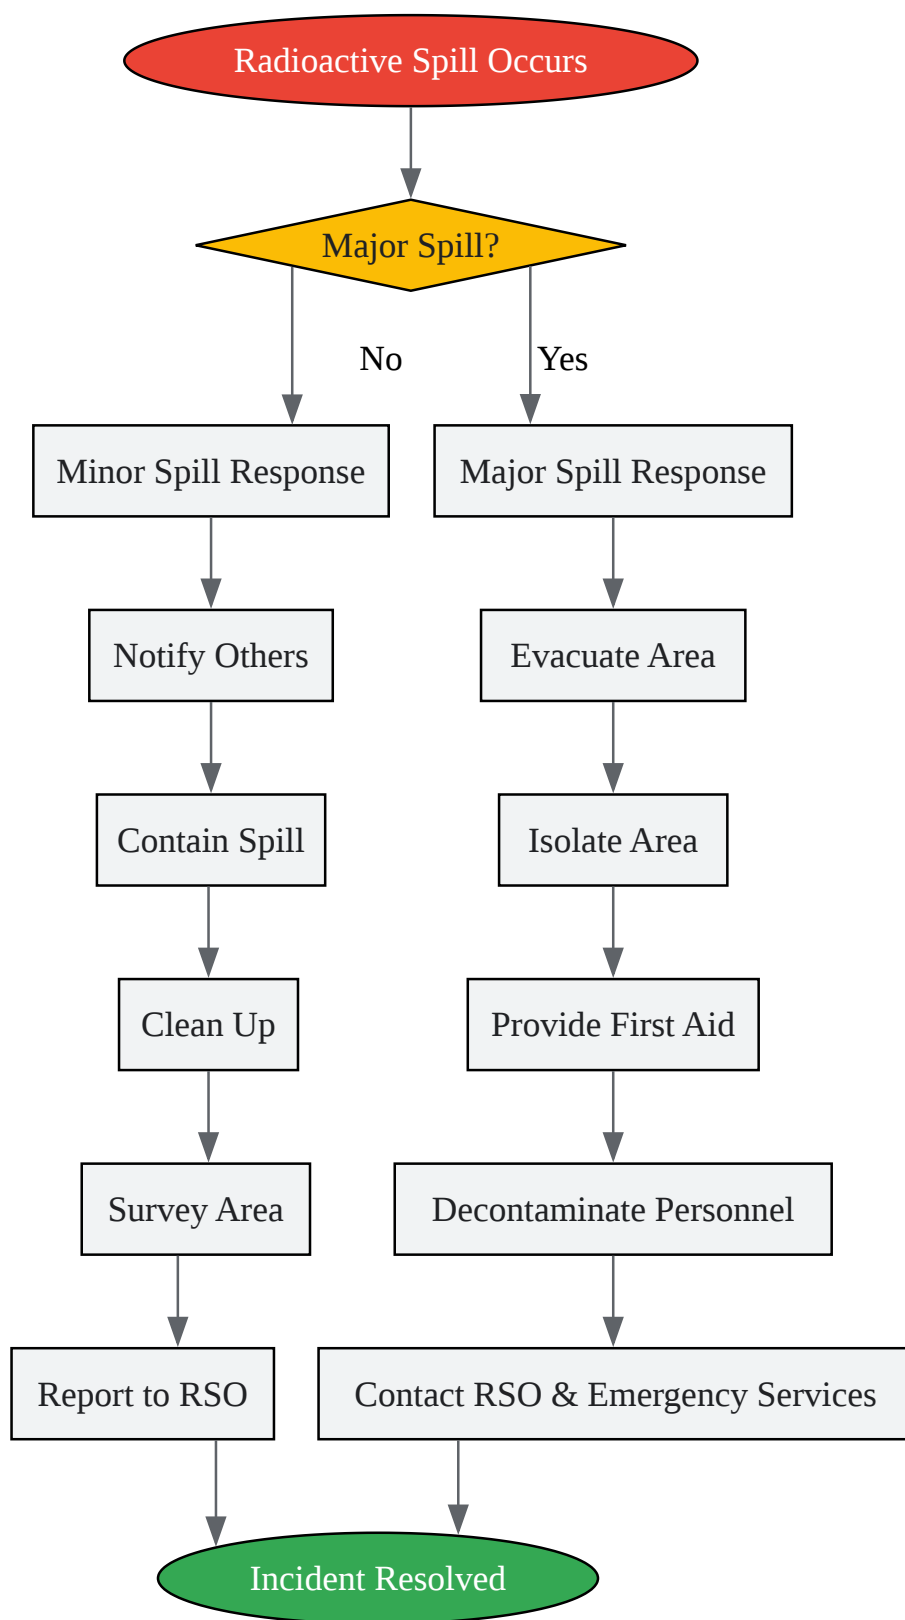 Radioactive Spill Occurs
Major Spill?
No
Yes
Minor Spill Response
Major Spill Response
Notify Others
Evacuate Area
Contain Spill
Isolate Area
Clean Up
Provide First Aid
Survey Area
Decontaminate Personnel
Report to RSO
Contact RSO & Emergency Services
Incident Resolved